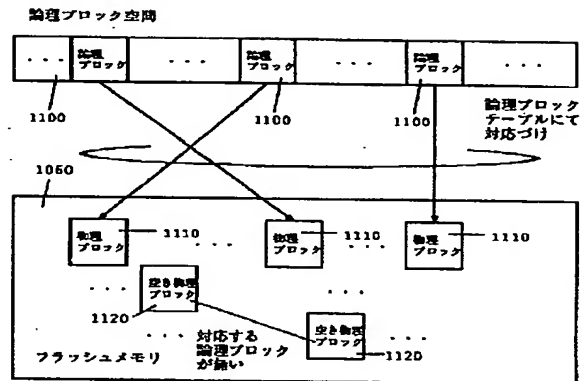 論理ブロック空間
・・・ 論理ブロック ・・・ 論理ブロック ・・・ 論理ブロック ・・・
1100 1100 1100
論理ブロック
テーブルにて
対応づけ
1060
物理ブロック 1110 ・・・ 物理ブロック 1110 ・・・ 物理ブロック 1110
・・・ 空き物理ブロック ・・・
1120 ・・・ 空き物理ブロック ・・・
対応する
論理ブロック
が無い
1120
フラッシュメモリ